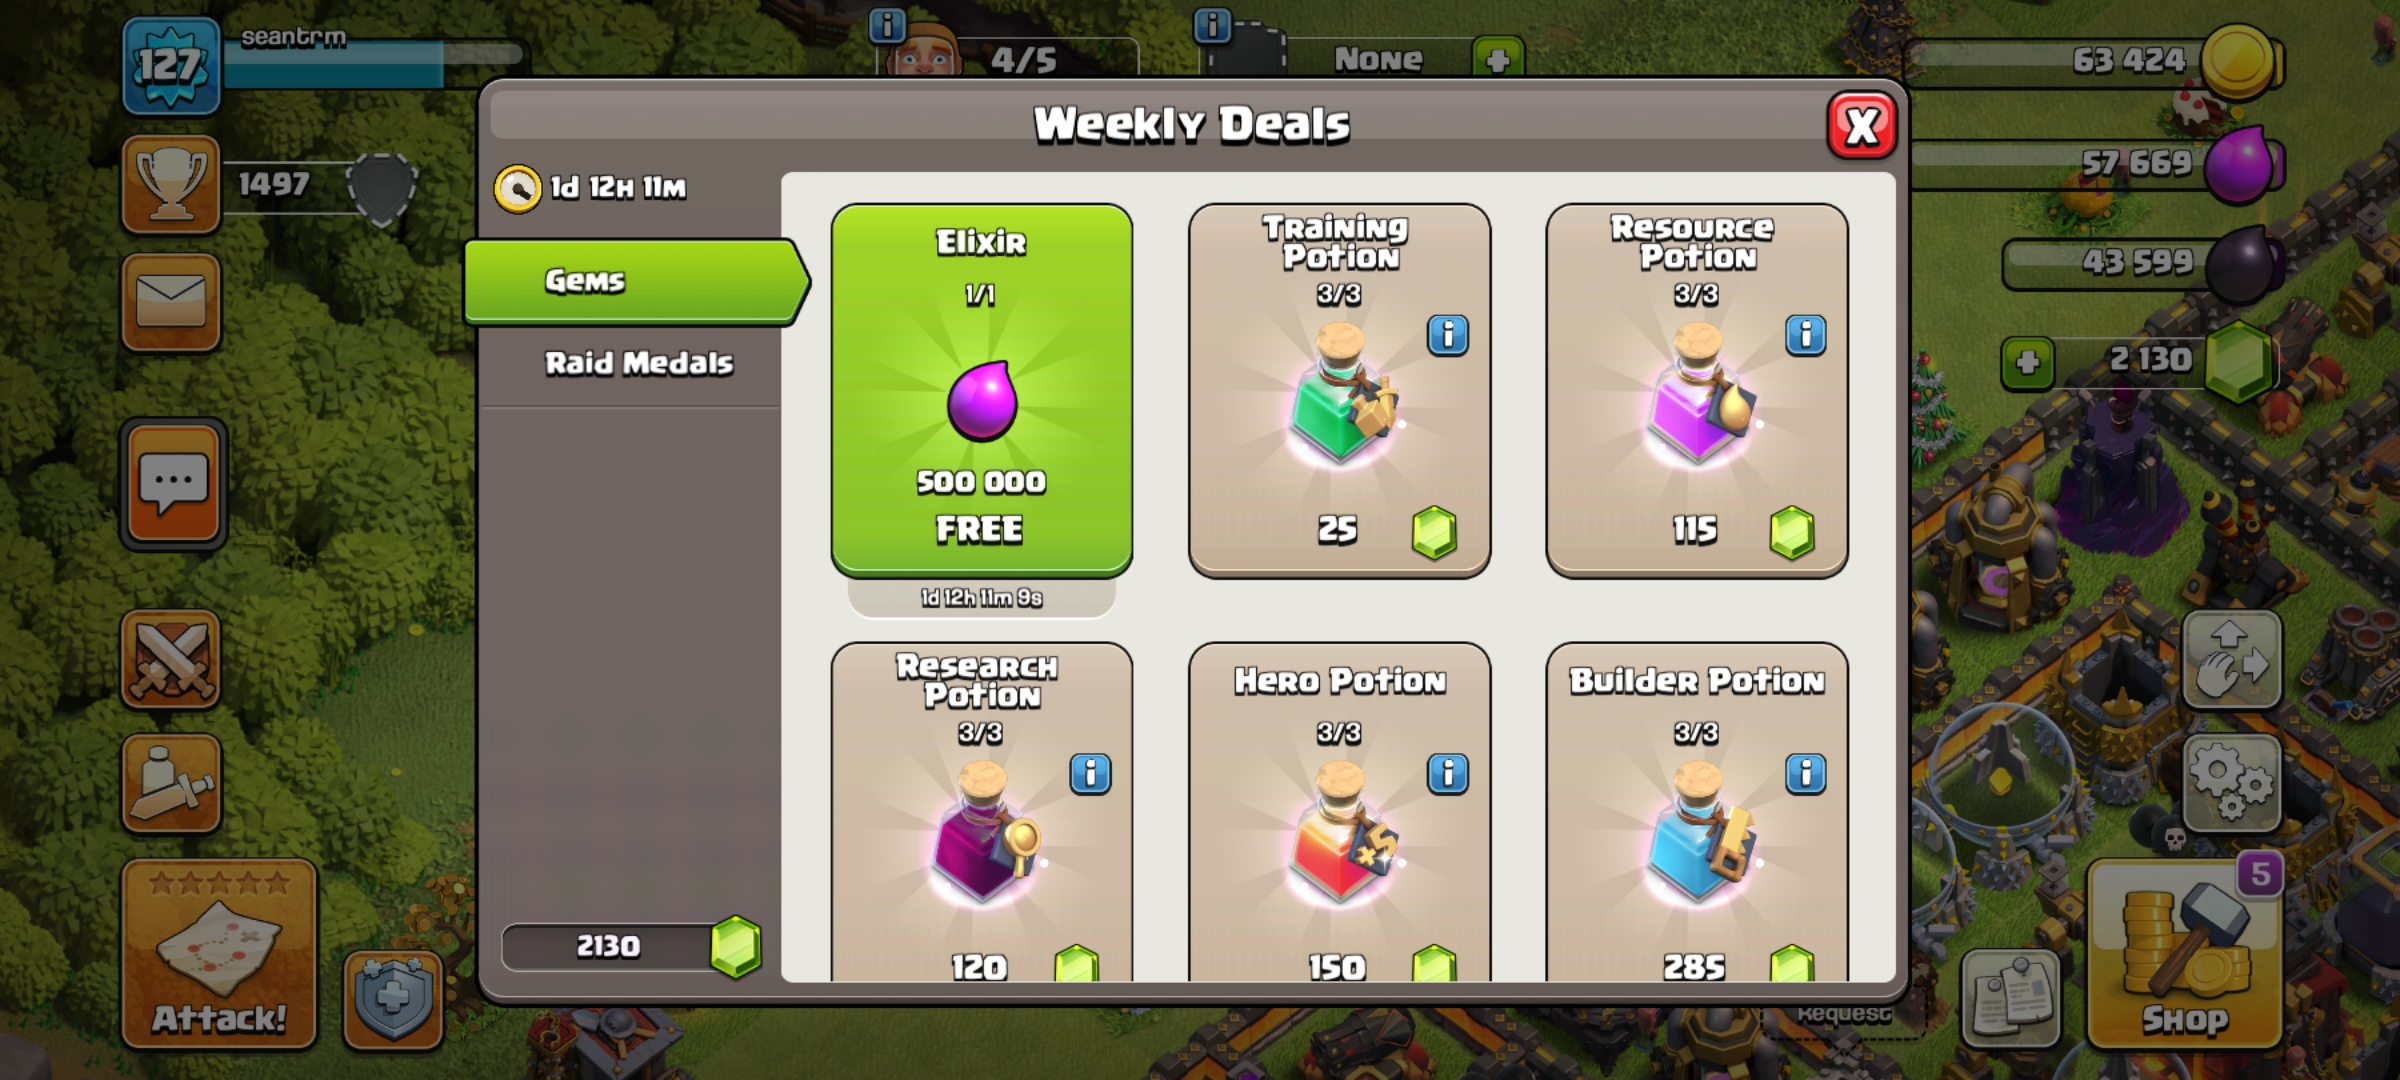 127
seantrm
4/5
None
63 424
1497
57 669
43 599
2 130
Weekly Deals
X
1d 12H 11M
Gems
Raid Medals
2130
Elixir
1/1
500 000
FREE
1d 12h 11m 9s
Training
Potion
3/3
i
25
Resource
Potion
3/3
i
115
Research
Potion
3/3
i
120
Hero Potion
3/3
i
x5
150
Builder Potion
3/3
i
285
Attack!
Request
5
Shop